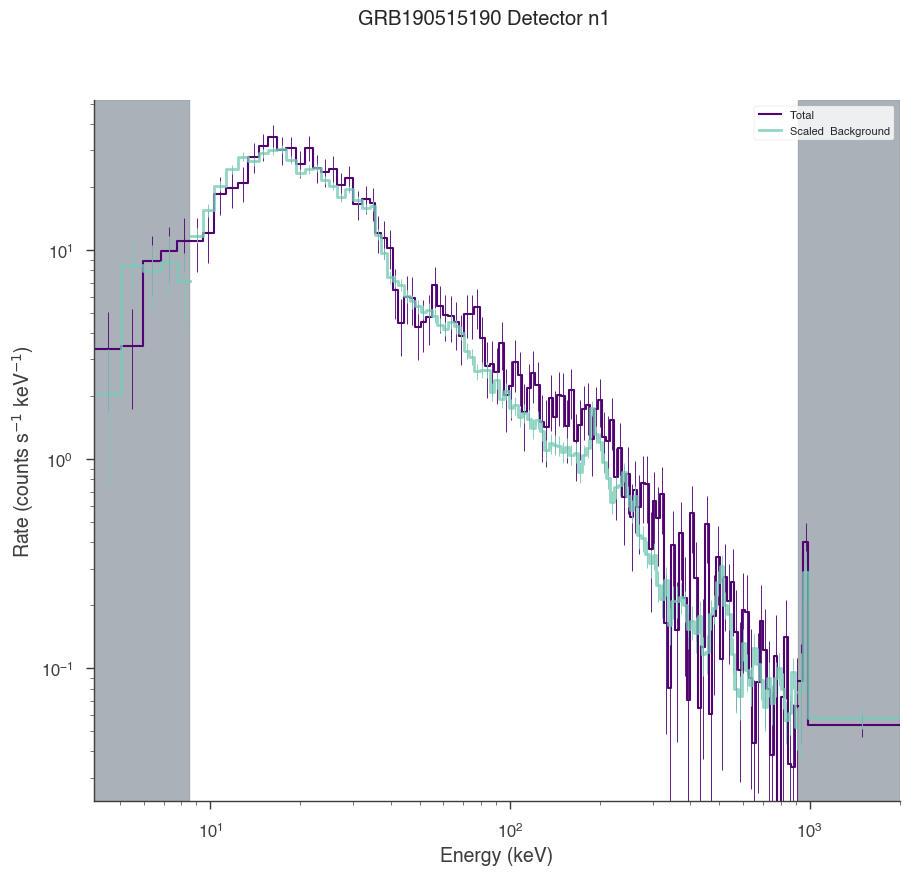 GRB190515190 Detector n1
Total
Scaled Background
Rate (counts s⁻¹ keV⁻¹)
10¹
10⁰
10⁻¹
10¹ 10² 10³
Energy (keV)